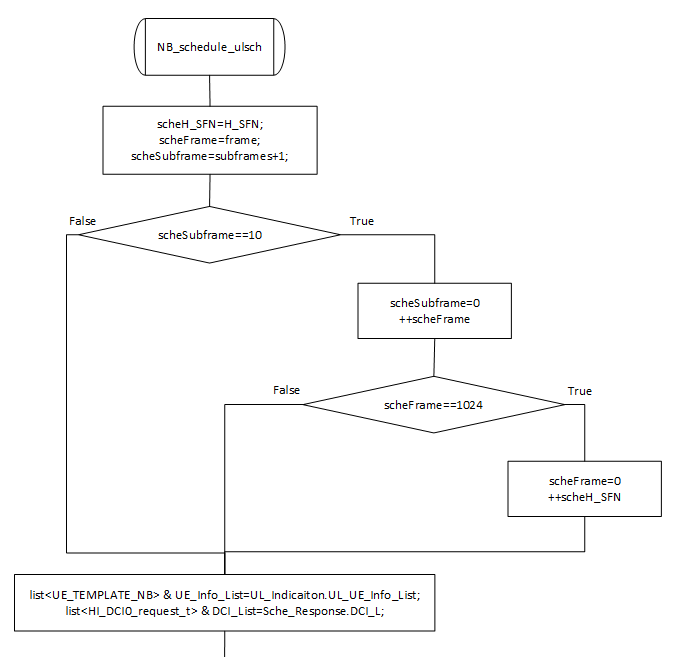 NB_schedule_ulsch
scheH_SFN=H_SFN;
scheFrame=frame;
scheSubframe=subframes+1;
False
True
scheSubframe==10
scheSubframe=0
++scheFrame
False
True
scheFrame==1024
scheFrame=0
++scheH_SFN
list<UE_TEMPLATE_NB> & UE_Info_List=UL_Indicaiton.UL_UE_Info_List;
list<HI_DCI0_request_t> & DCI_List=Sche_Response.DCI_L;